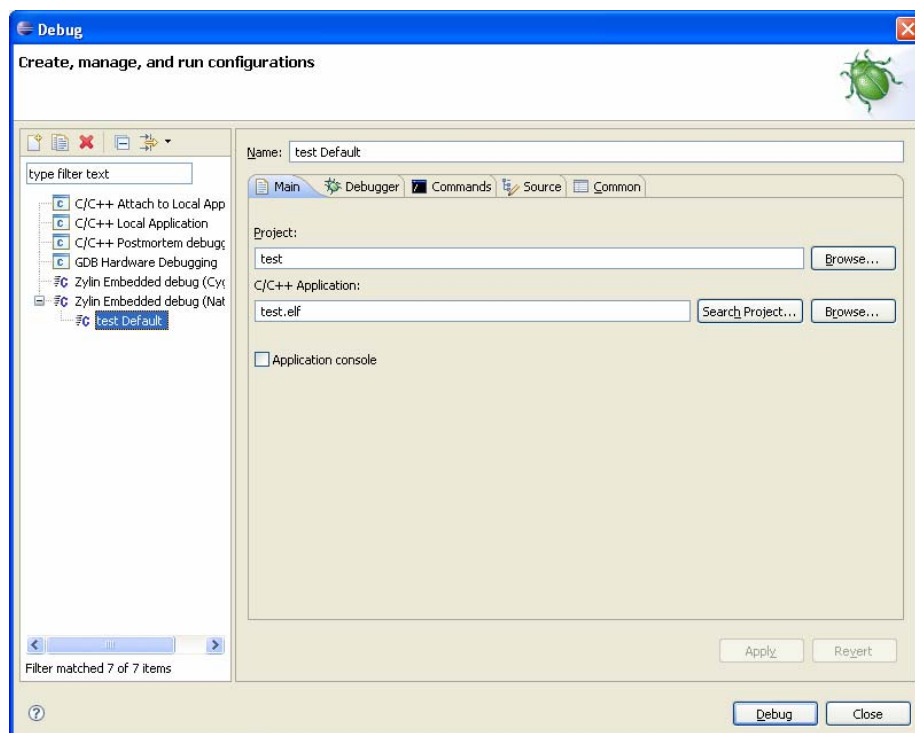 Debug
Create, manage, and run configurations
type filter text
C/C++ Attach to Local App
C/C++ Local Application
C/C++ Postmortem debugg
GDB Hardware Debugging
Zylin Embedded debug (Cyg
Zylin Embedded debug (Nat
test Default
Filter matched 7 of 7 items
Name: test Default
Main Debugger Commands Source Common
Project:
test Browse...
C/C++ Application:
test.elf Search Project... Browse...
Application console
Apply Revert
Debug Close